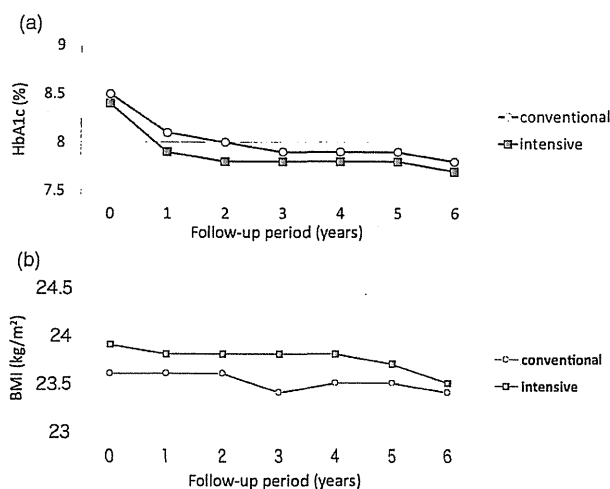 (a)
9
8.5
8
7.5
HbA1c (%)
0 1 2 3 4 5 6
Follow-up period (years)
conventional
intensive
(b)
24.5
24
23.5
23
BMI (kg/m²)
0 1 2 3 4 5 6
Follow-up period (years)
conventional
intensive